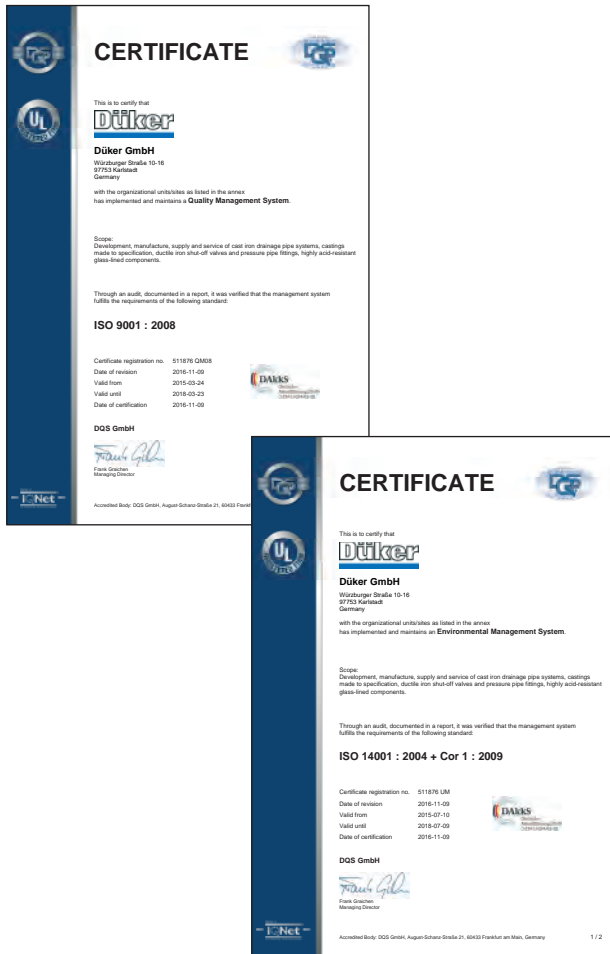 CERTIFICATE
This is to certify that
Düker
Düker GmbH
Würzburger Straße 10-16
97753 Karlstadt
Germany
with the organizational units/sites as listed in the annex
has implemented and maintains a Quality Management System.
Scope:
Development, manufacture, supply and service of cast iron drainage pipe systems, castings
made to specification, ductile iron shut-off valves and pressure pipe fittings, highly acid-resistant
glass-lined components.
Through an audit, documented in a report, it was verified that the management system
fulfills the requirements of the following standard:
ISO 9001 : 2008
Certificate registration no. 511876 QM08
Date of revision 2016-11-09
Valid from 2015-03-24
Valid until 2018-03-23
Date of certification 2016-11-09
DAkkS
DQS GmbH
Frank Graichen
Managing Director
IQNet
Accredited Body: DQS GmbH, August-Schanz-Straße 21, 60433
UL
DQS
CERTIFICATE
This is to certify that
Düker
Düker GmbH
Würzburger Straße 10-16
97753 Karlstadt
Germany
with the organizational units/sites as listed in the annex
has implemented and maintains an Environmental Management System.
Scope:
Development, manufacture, supply and service of cast iron drainage pipe systems, castings
made to specification, ductile iron shut-off valves and pressure pipe fittings, highly acid-resistant
glass-lined components.
Through an audit, documented in a report, it was verified that the management system
fulfills the requirements of the following standard:
ISO 14001 : 2004 + Cor 1 : 2009
Certificate registration no. 511876 UM
Date of revision 2016-11-09
Valid from 2015-07-10
Valid until 2018-07-09
Date of certification 2016-11-09
DAkkS
DQS GmbH
Frank Graichen
Managing Director
IQNet
Accredited Body: DQS GmbH, August-Schanz-Straße 21, 60433 Frankfurt am Main, Germany
1 / 2
UL
DQS